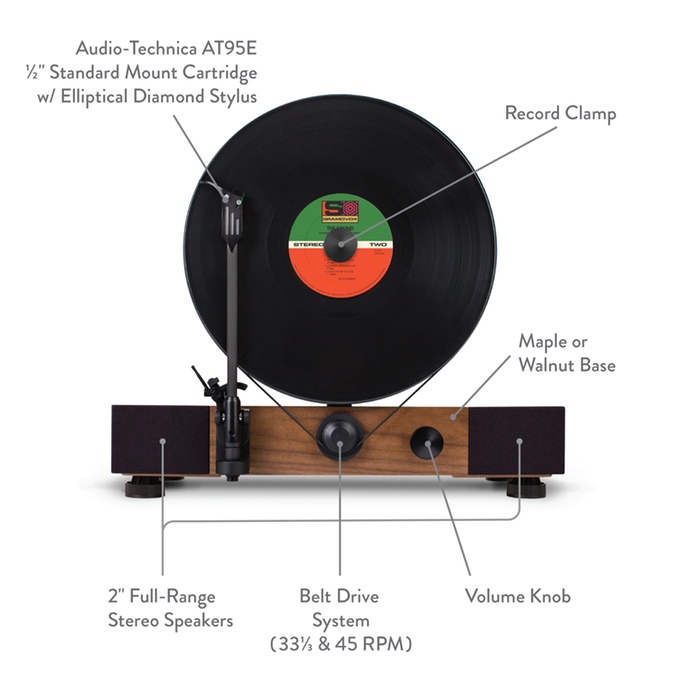 Audio-Technica AT95E
½" Standard Mount Cartridge
w/ Elliptical Diamond Stylus
Record Clamp
GRAMOVOX
STEREO TWO
Maple or
Walnut Base
2" Full-Range
Stereo Speakers
Belt Drive
System
(33⅓ & 45 RPM)
Volume Knob